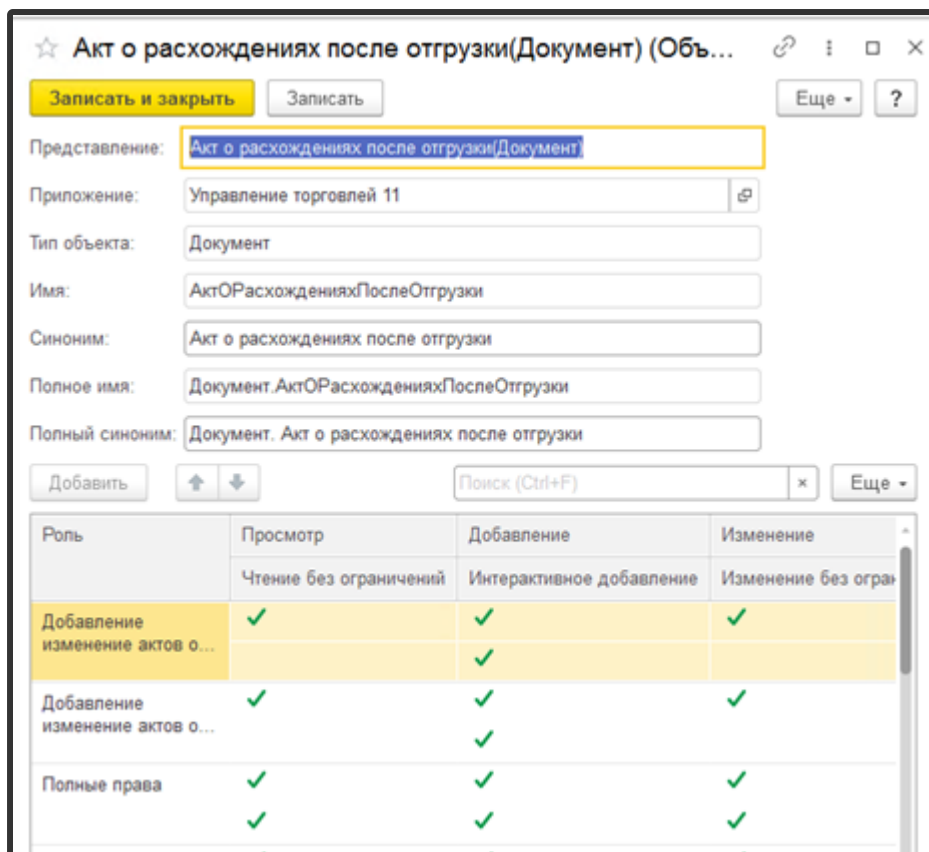 Акт о расхождениях после отгрузки(Документ) (Объ...
Записать и закрыть Записать Еще ?
Представление: Акт о расхождениях после отгрузки(Документ)
Приложение: Управление торговлей 11
Тип объекта: Документ
Имя: АктОРасхожденияхПослеОтгрузки
Синоним: Акт о расхождениях после отгрузки
Полное имя: Документ.АктОРасхожденияхПослеОтгрузки
Полный синоним: Документ. Акт о расхождениях после отгрузки
Добавить Поиск (Ctrl+F) × Еще
Роль Просмотр Добавление Изменение
Чтение без ограничений Интерактивное добавление Изменение без огран
Добавление
изменение актов о...
Добавление
изменение актов о...
Полные права